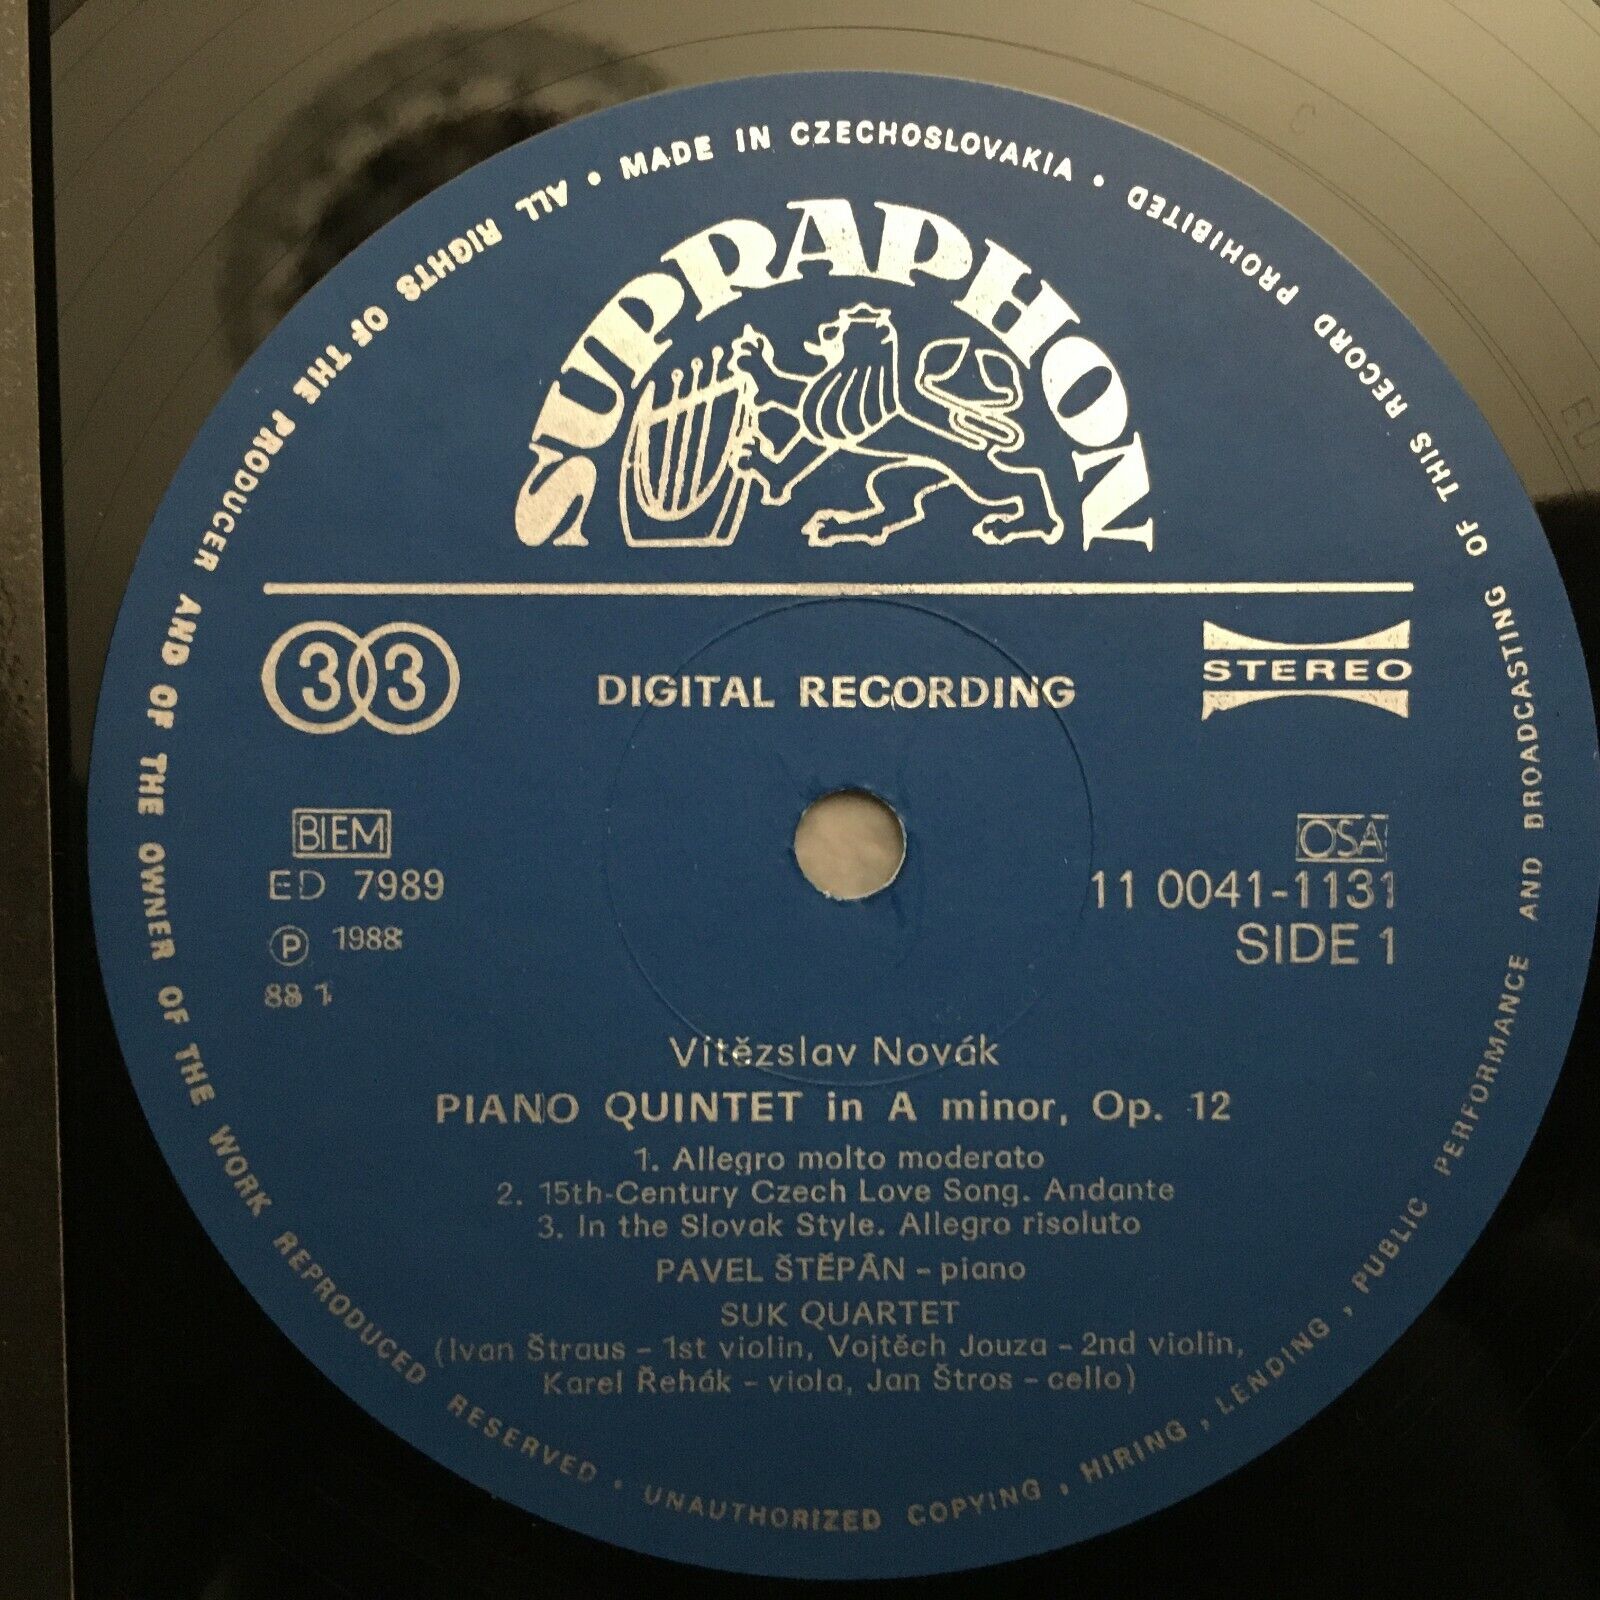 MADE IN CZECHOSLOVAKIA • ALL RIGHTS OF THE PRODUCER AND OF THE OWNER OF THE WORK REPRODUCED RESERVED • UNAUTHORIZED COPYING, HIRING, LENDING, PUBLIC PERFORMANCE AND BROADCASTING OF THIS RECORD PROHIBITED •
SUPRAPHON
33
DIGITAL RECORDING
STEREO
BIEM
ED 7989
Ⓟ 1988
88 1
OSA
11 0041-1131
SIDE 1
Vítězslav Novák
PIANO QUINTET in A minor, Op. 12
1. Allegro molto moderato
2. 15th-Century Czech Love Song. Andante
3. In the Slovak Style. Allegro risoluto
PAVEL ŠTĚPÂN – piano
SUK QUARTET
(Ivan Štraus – 1st violin, Vojtěch Jouza – 2nd violin,
Karel Řehák – viola, Jan Štros – cello)